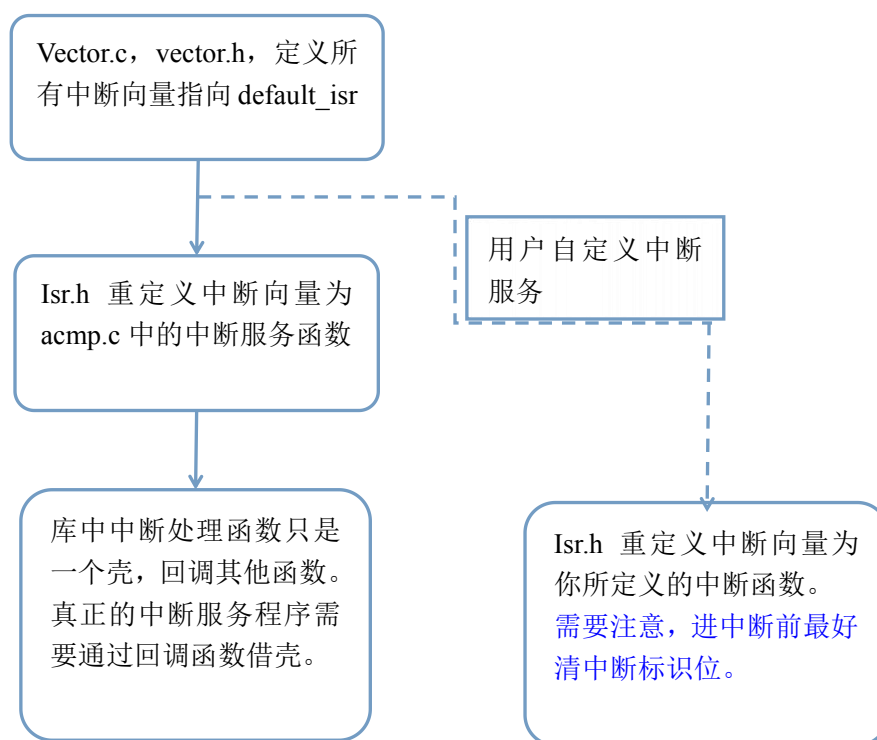 Vector.c，vector.h，定义所
有中断向量指向 default_isr
用户自定义中断
服务
Isr.h 重定义中断向量为
acmp.c 中的中断服务函数
库中中断处理函数只是
一个壳，回调其他函数。
真正的中断服务程序需
要通过回调函数借壳。
Isr.h 重定义中断向量为
你所定义的中断函数。
需要注意，进中断前最好
清中断标识位。